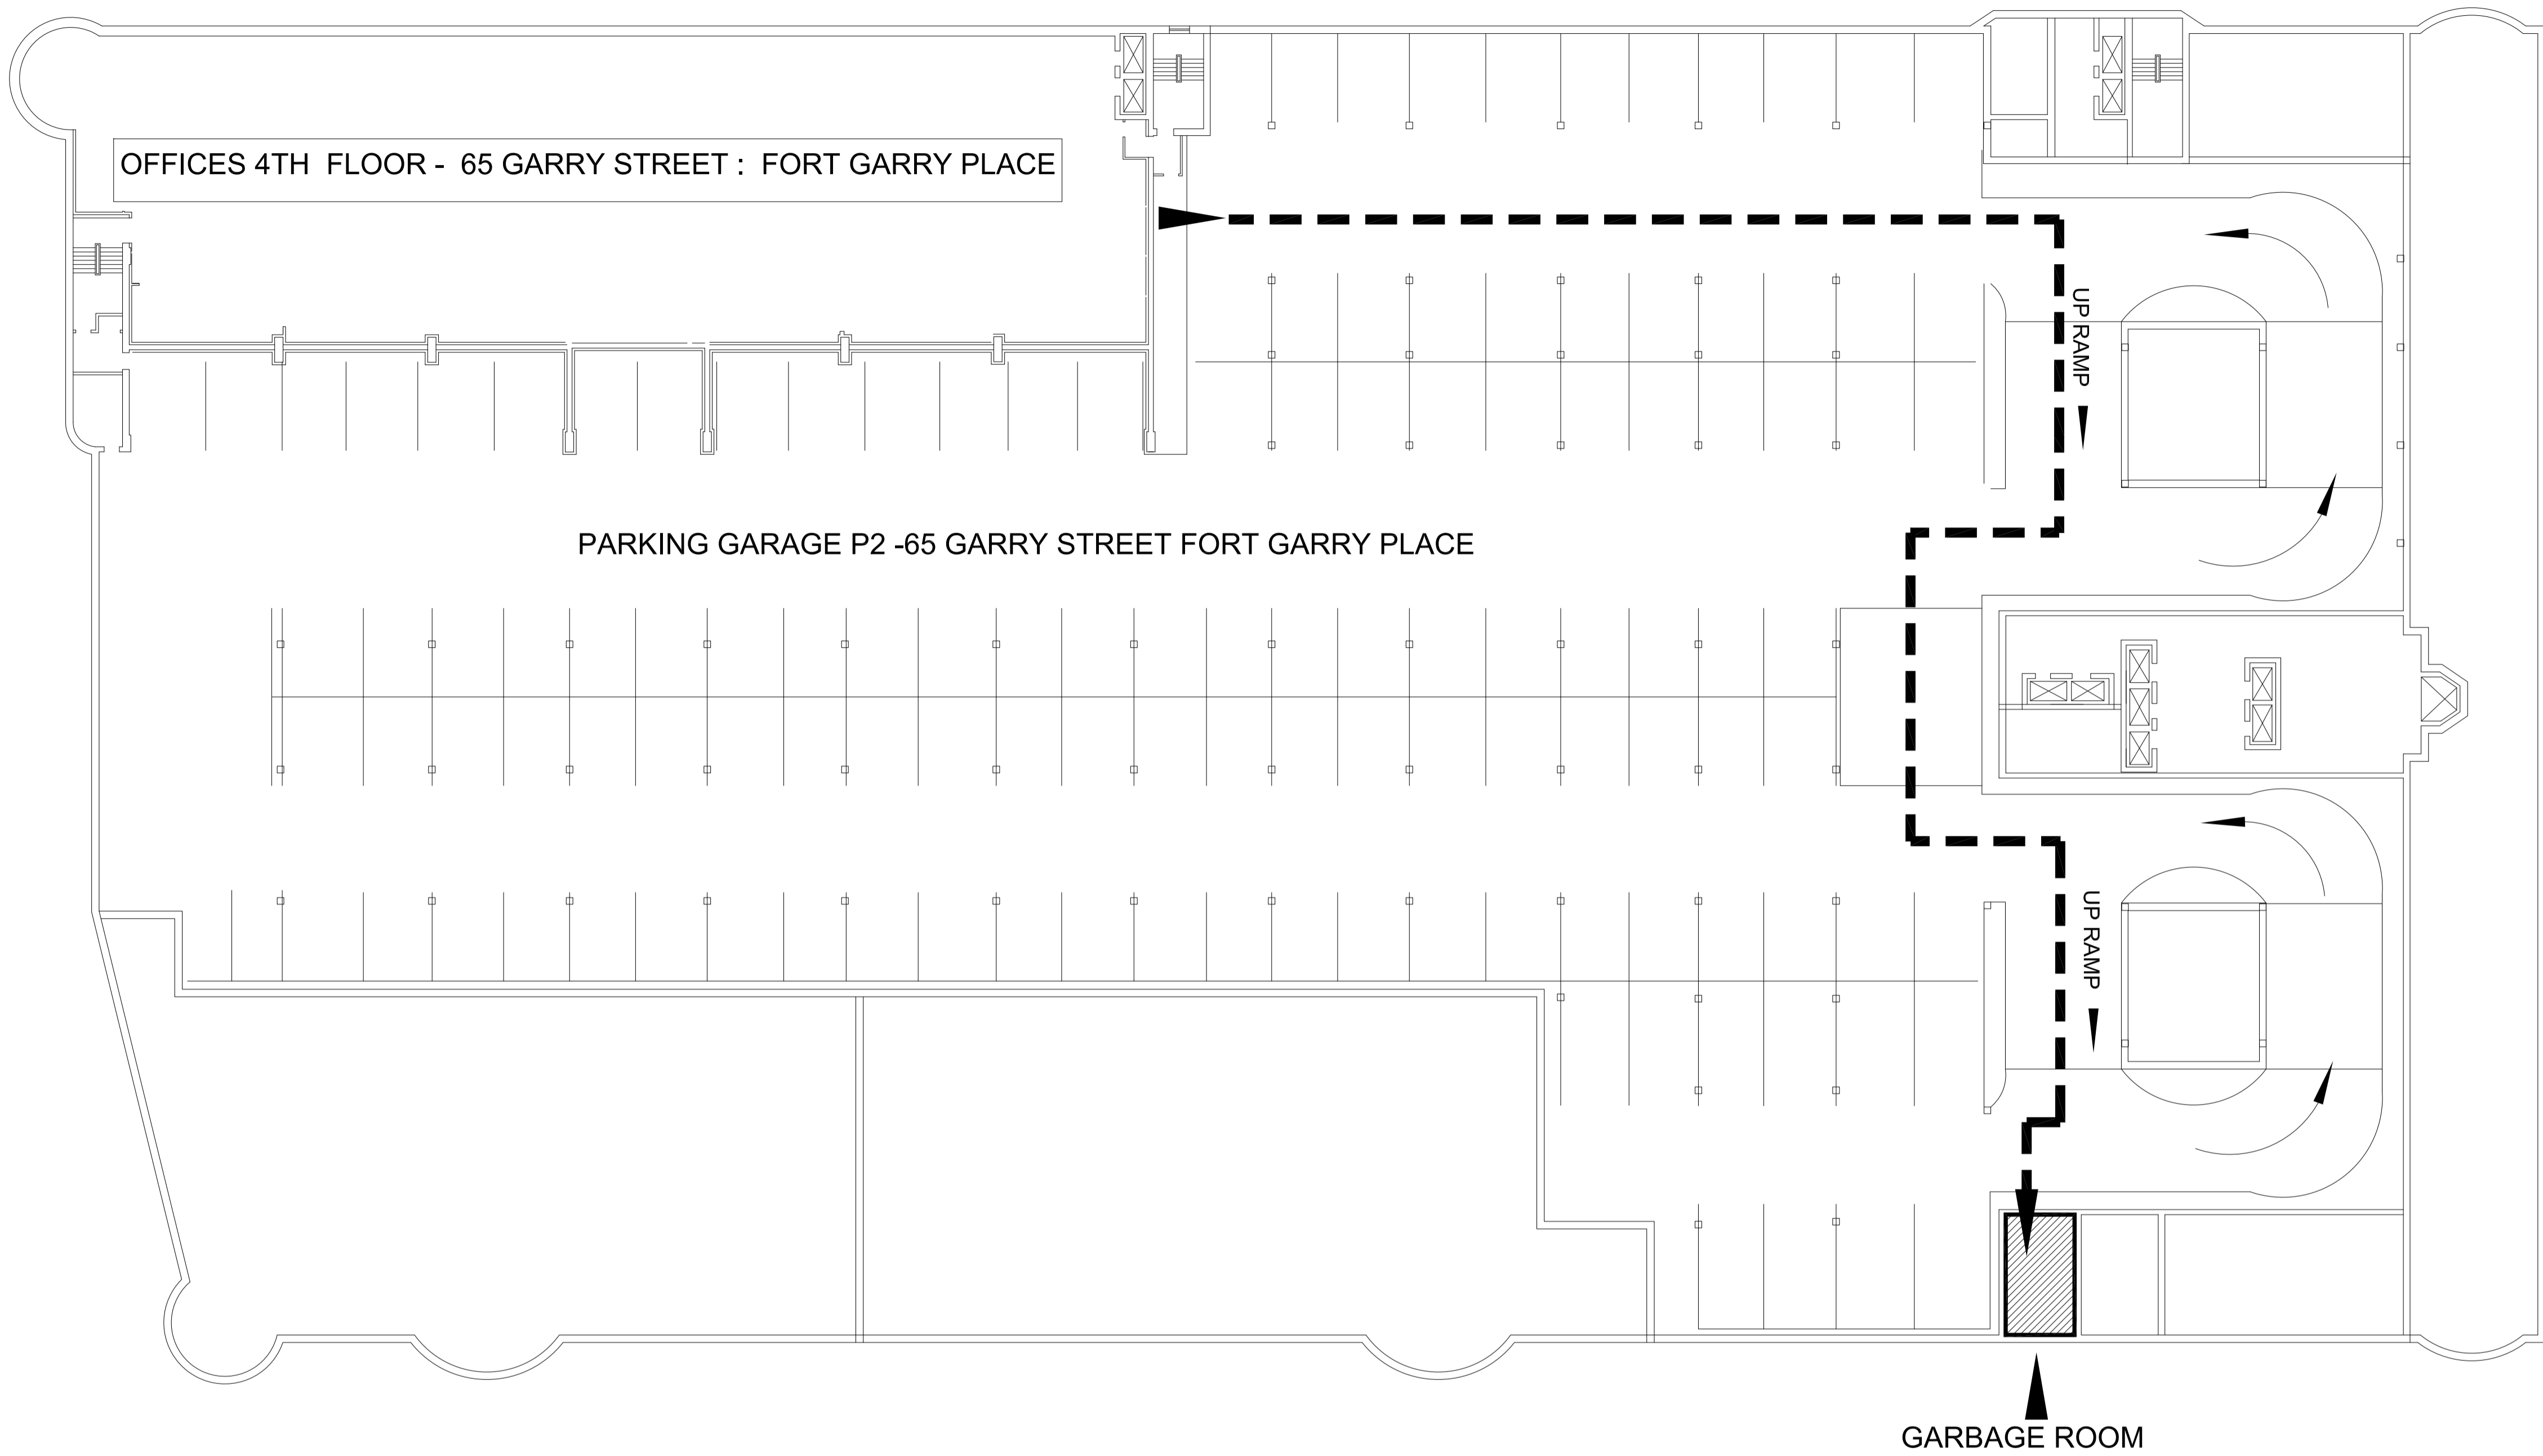 OFFICES 4TH FLOOR - 65 GARRY STREET : FORT GARRY PLACE
UP RAMP
PARKING GARAGE P2 -65 GARRY STREET FORT GARRY PLACE
UP RAMP
GARBAGE ROOM